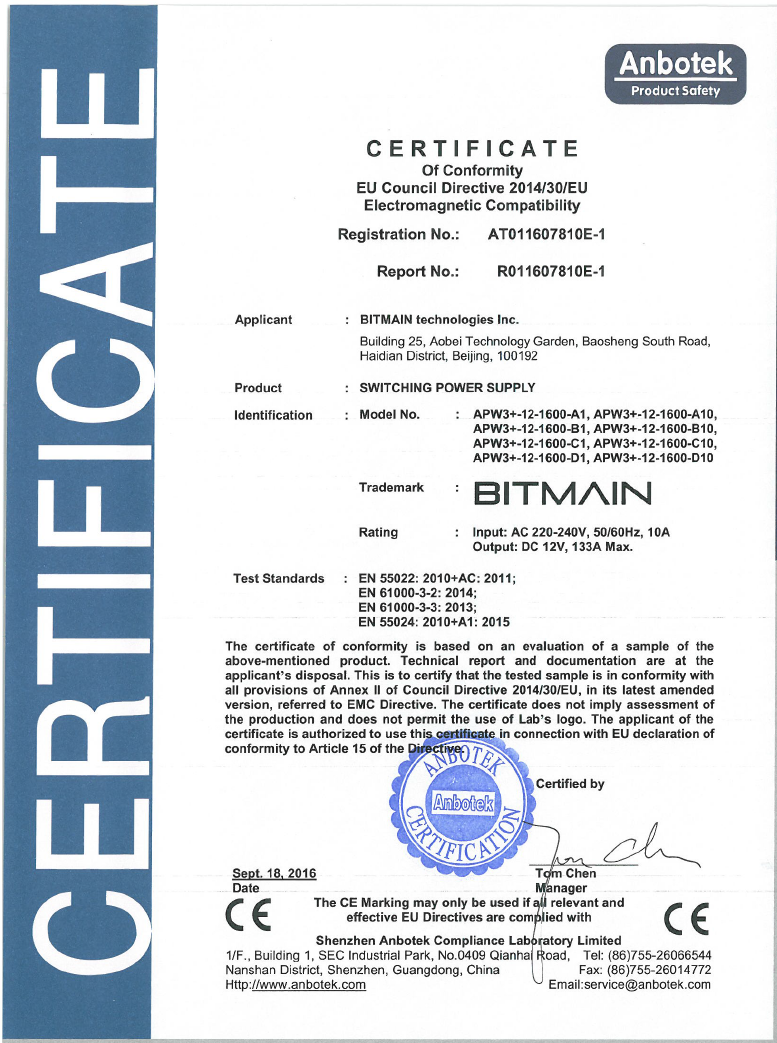 CERTIFICATE
Anbotek
Product Safety
CERTIFICATE
Of Conformity
EU Council Directive 2014/30/EU
Electromagnetic Compatibility
Registration No.: AT011607810E-1
Report No.: R011607810E-1
Applicant : BITMAIN technologies Inc.
Building 25, Aobei Technology Garden, Baosheng South Road,
Haidian District, Beijing, 100192
Product : SWITCHING POWER SUPPLY
Identification : Model No. : APW3+-12-1600-A1, APW3+-12-1600-A10,
APW3+-12-1600-B1, APW3+-12-1600-B10,
APW3+-12-1600-C1, APW3+-12-1600-C10,
APW3+-12-1600-D1, APW3+-12-1600-D10
Trademark : BITMAIN
Rating : Input: AC 220-240V, 50/60Hz, 10A
Output: DC 12V, 133A Max.
Test Standards : EN 55022: 2010+AC: 2011;
EN 61000-3-2: 2014;
EN 61000-3-3: 2013;
EN 55024: 2010+A1: 2015
The certificate of conformity is based on an evaluation of a sample of the
above-mentioned product. Technical report and documentation are at the
applicant's disposal. This is to certify that the tested sample is in conformity with
all provisions of Annex II of Council Directive 2014/30/EU, in its latest amended
version, referred to EMC Directive. The certificate does not imply assessment of
the production and does not permit the use of Lab's logo. The applicant of the
certificate is authorized to use this certificate in connection with EU declaration of
conformity to Article 15 of the Directive.
ANBOTEK
Anbotek
CERTIFICATION
Certified by
Tom Chen
Sept. 18, 2016
Date
Tom Chen
Manager
CE
The CE Marking may only be used if all relevant and
effective EU Directives are complied with
CE
Shenzhen Anbotek Compliance Laboratory Limited
1/F., Building 1, SEC Industrial Park, No.0409 Qianhai Road, Tel: (86)755-26066544
Nanshan District, Shenzhen, Guangdong, China Fax: (86)755-26014772
Http://www.anbotek.com Email:service@anbotek.com